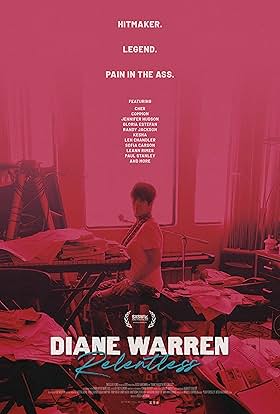 HITMAKER.
LEGEND.
PAIN IN THE ASS.
FEATURING
CHER
COMMON
JENNIFER HUDSON
GLORIA ESTEFAN
RANDY JACKSON
KESHA
LEN CHANDLER
SOFIA CARSON
LEANN RIMES
PAUL STANLEY
AND MORE
DIANE WARREN
Relentless